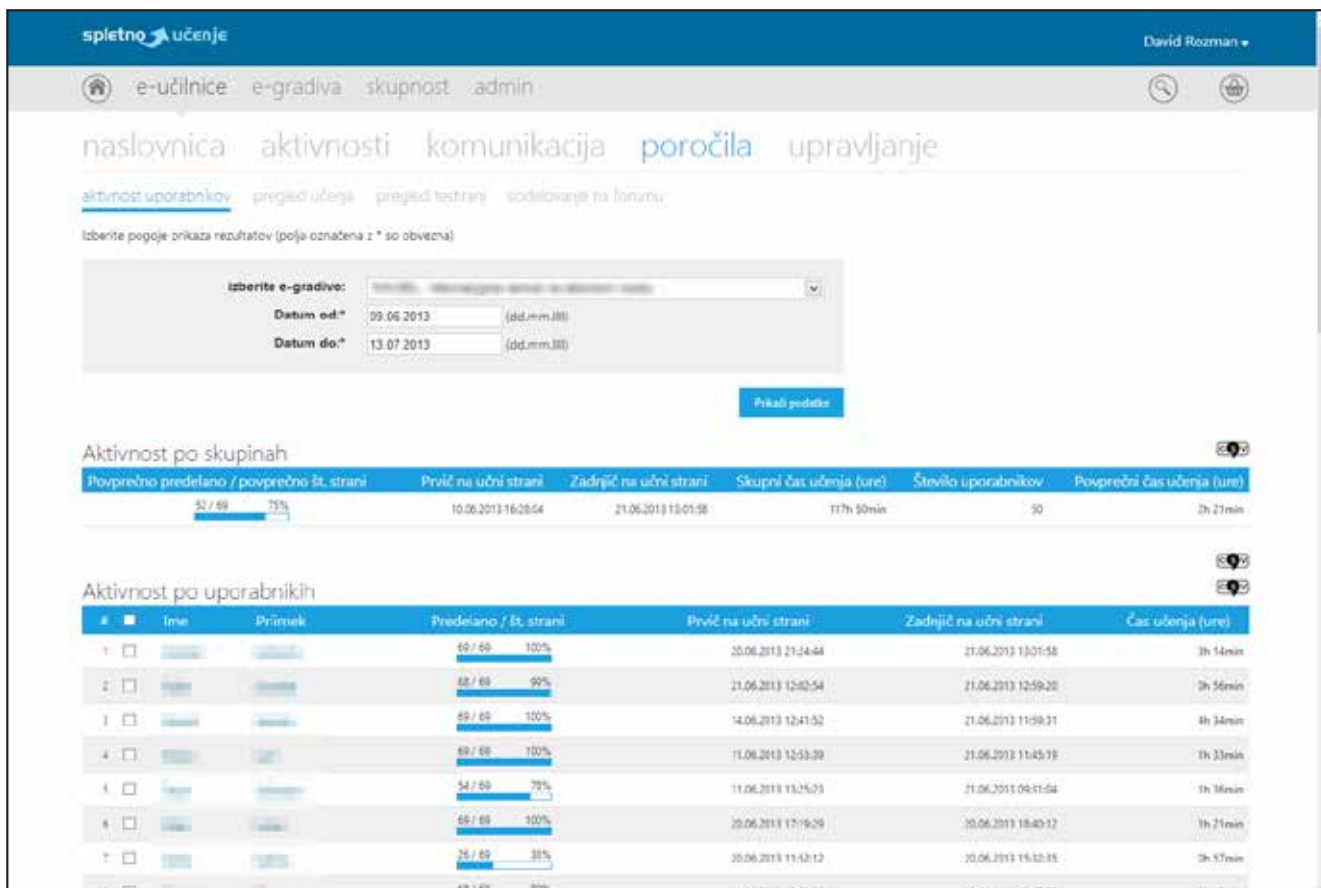 spletno učenje
David Rozman
e-učilnice e-gradiva skupnost admin
naslovnica aktivnosti komunikacija poročila upravljanje
aktivnost uporabnikov pregled učenja pregled testiranj sodelovanje na forumu
Izberite pogoje prikaza rezultatov (polja označena z * so obvezna)
Izberite e-gradivo:
Datum od:* 09.06.2013 (dd.mm.llll)
Datum do:* 13.07.2013 (dd.mm.llll)
Prikaži podatke
Aktivnost po skupinah
Povprečno predelano / povprečno št. strani Prvič na učni strani Zadnjič na učni strani Skupni čas učenja (ure) Število uporabnikov Povprečni čas učenja (ure)
52 / 69 75% 10.06.2013 21.06.2013 13:01:58 117h 50min 50 2h 21min
Aktivnost po uporabnikih
# Ime Priimek Predelano / št. strani Prvič na učni strani Zadnjič na učni strani Čas učenja (ure)
1 69 / 69 100% 20.06.2013 21:24:44 21.06.2013 13:01:58 3h 14min
2 68 / 69 99% 21.06.2013 12:02:54 21.06.2013 12:59:20 56min
3 69 / 69 100% 14.06.2013 12:41:52 21.06.2013 11:59:31 4h 34min
4 69 / 69 100% 11.06.2013 12:53:39 21.06.2013 11:45:19 1h 33min
5 54 / 69 78% 11.06.2013 13:25:23 21.06.2013 09:31:04 1h
6 69 / 69 100% 20.06.2013 17:19:29 20.06.2013 18:40:12 1h 21min
7 26 / 69 38% 20.06.2013 11:52:12 20.06.2013 15:32:35 57min